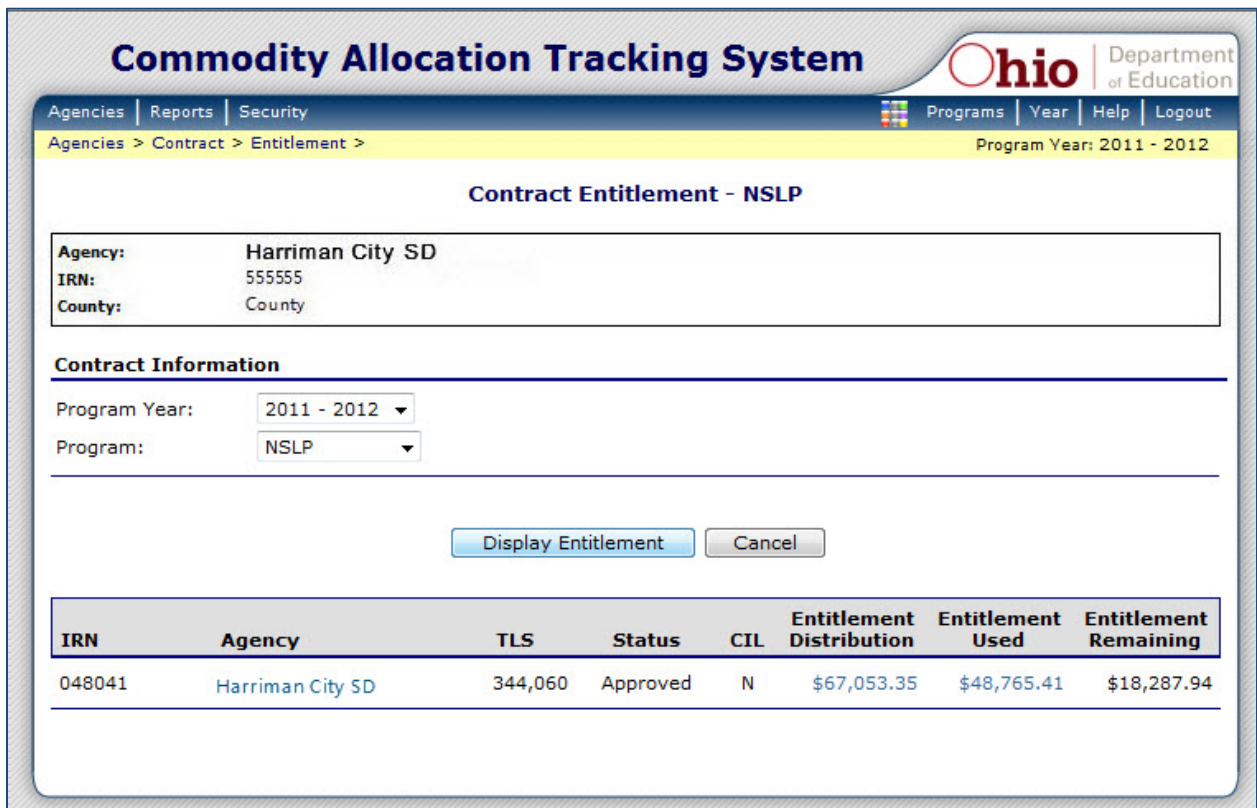 Commodity Allocation Tracking System
Ohio
Department
of Education
Agencies | Reports | Security
Programs | Year | Help | Logout
Agencies > Contract > Entitlement >
Program Year: 2011 - 2012
Contract Entitlement - NSLP
Agency: Harriman City SD
IRN: 555555
County: County
Contract Information
Program Year: 2011 - 2012
Program: NSLP
Display Entitlement Cancel
IRN Agency TLS Status CIL Entitlement Distribution Entitlement Used Entitlement Remaining
048041 Harriman City SD 344,060 Approved N $67,053.35 $48,765.41 $18,287.94